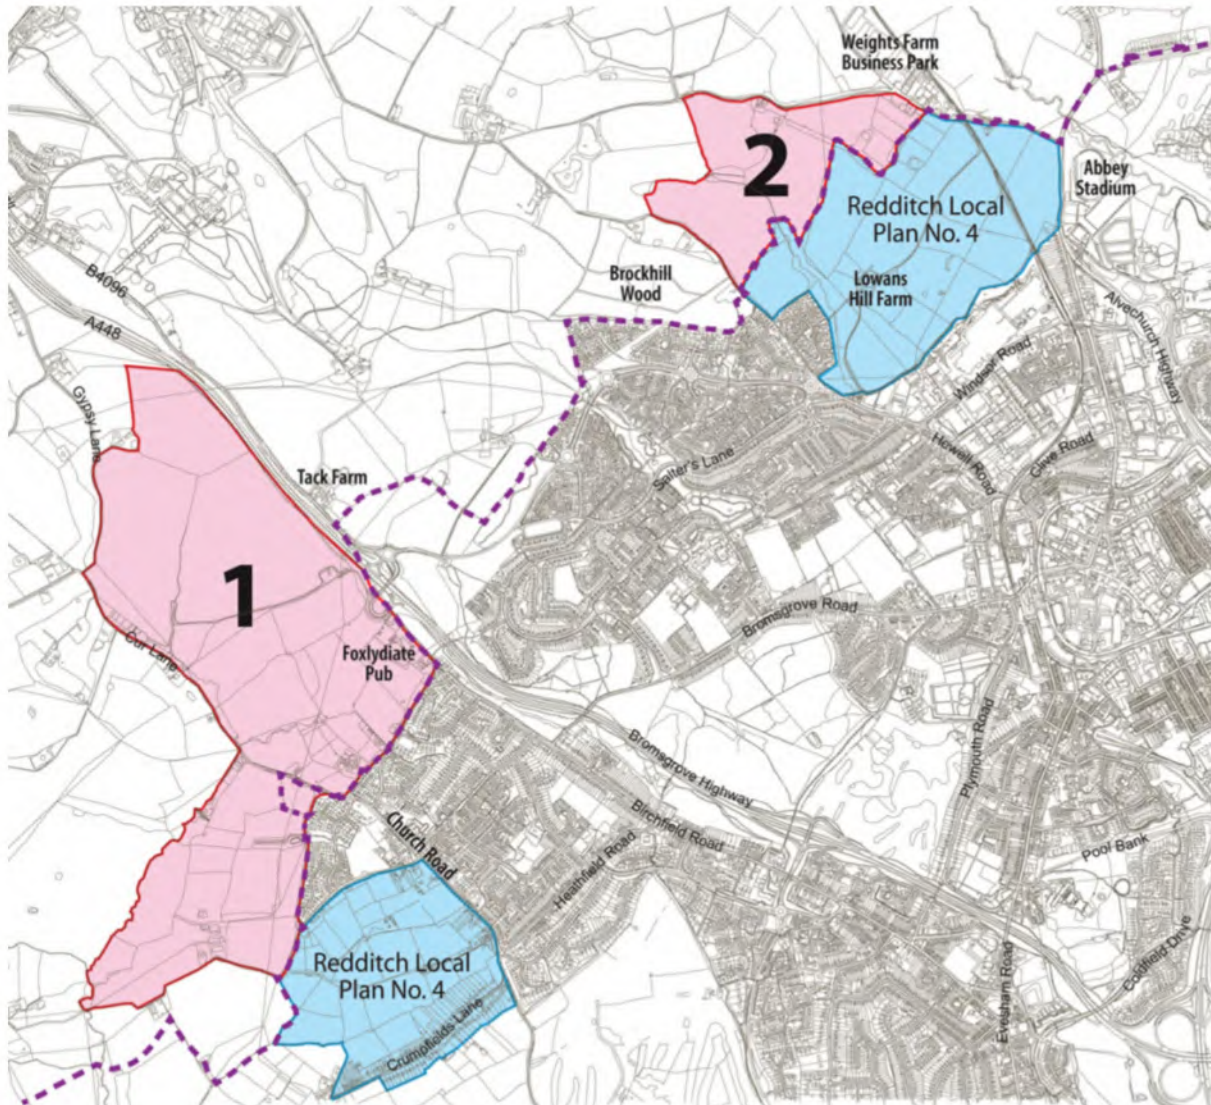 Weights Farm
Business Park
2
Abbey
Stadium
Redditch Local
Plan No. 4
Brockhill
Wood
Lowans
Hill Farm
B4096
A448
Alvechurch Highway
Windsor Road
Gypsy Lane
Hewell Road
Clive Road
Salter's Lane
Tack Farm
1
Bromsgrove Road
Cur Lane
Foxlydiate
Pub
Plymouth Road
Bromsgrove Highway
Birchfield Road
Church Road
Heathfield Road
Pool Bank
Redditch Local
Plan No. 4
Coldfield Drive
Evesham Road
Crumpfields Lane